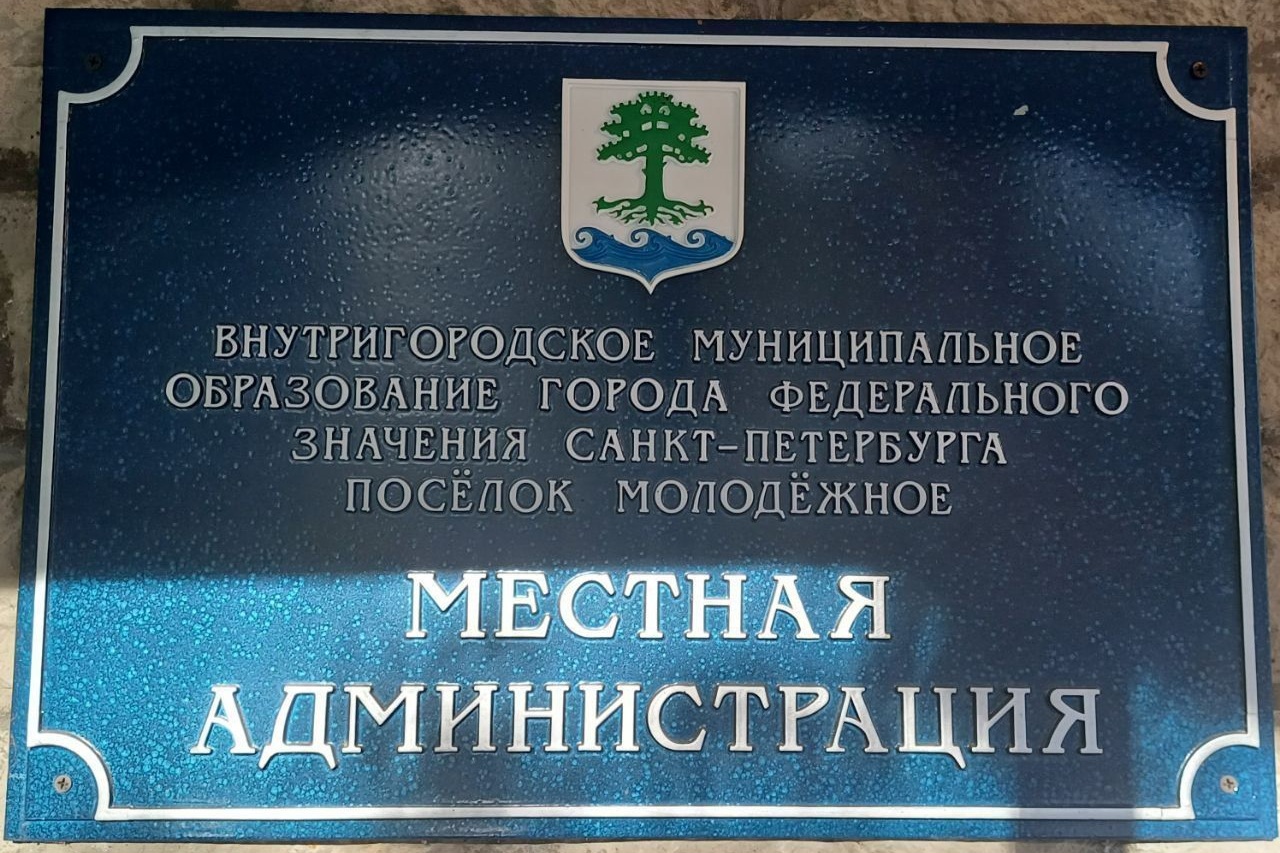 ВНУТРИГОРОДСКОЕ МУНИЦИПАЛЬНОЕ
ОБРАЗОВАНИЕ ГОРОДА ФЕДЕРАЛЬНОГО
ЗНАЧЕНИЯ САНКТ-ПЕТЕРБУРГА
ПОСЁЛОК МОЛОДЁЖНОЕ
МЕСТНАЯ
АДМИНИСТРАЦИЯ